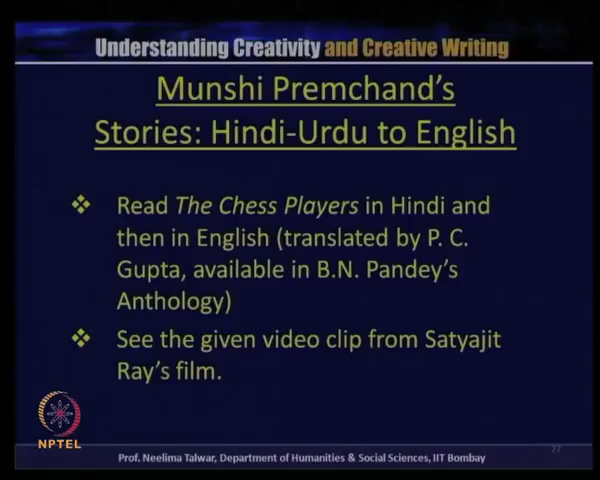 Understanding Creativity and Creative Writing
Munshi Premchand's
Stories: Hindi-Urdu to English
❖ Read The Chess Players in Hindi and
then in English (translated by P. C.
Gupta, available in B.N. Pandey's
Anthology)
❖ See the given video clip from Satyajit
Ray's film.
NPTEL
77
Prof. Neelima Talwar, Department of Humanities & Social Sciences, IIT Bombay